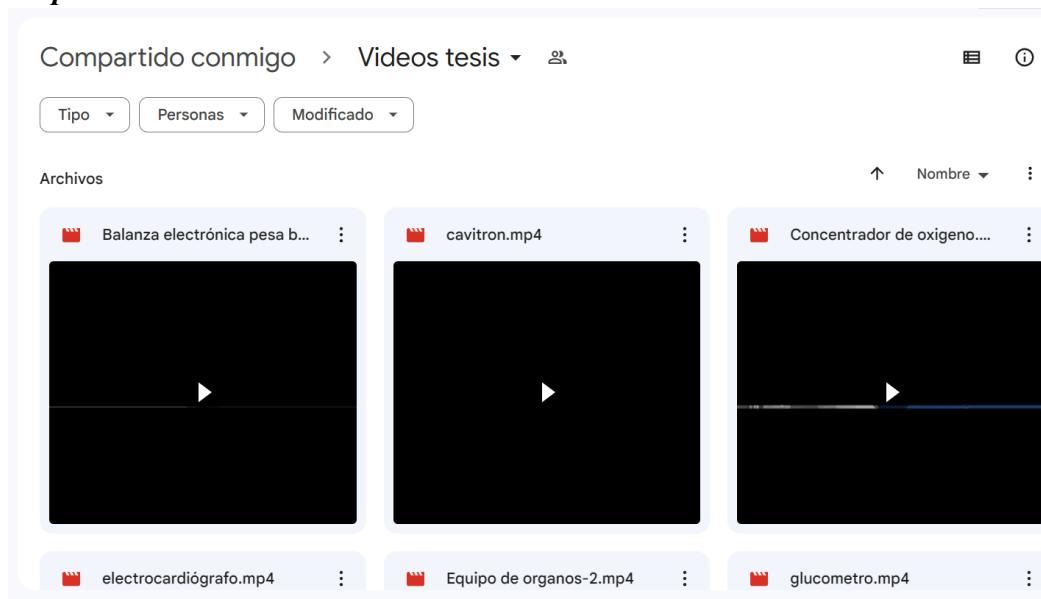 Compartido conmigo > Videos tesis
Tipo Personas Modificado
Archivos Nombre
Balanza electrónica pesa b... cavitron.mp4 Concentrador de oxigeno....
electrocardiógrafo.mp4 Equipo de organos-2.mp4 glucometro.mp4